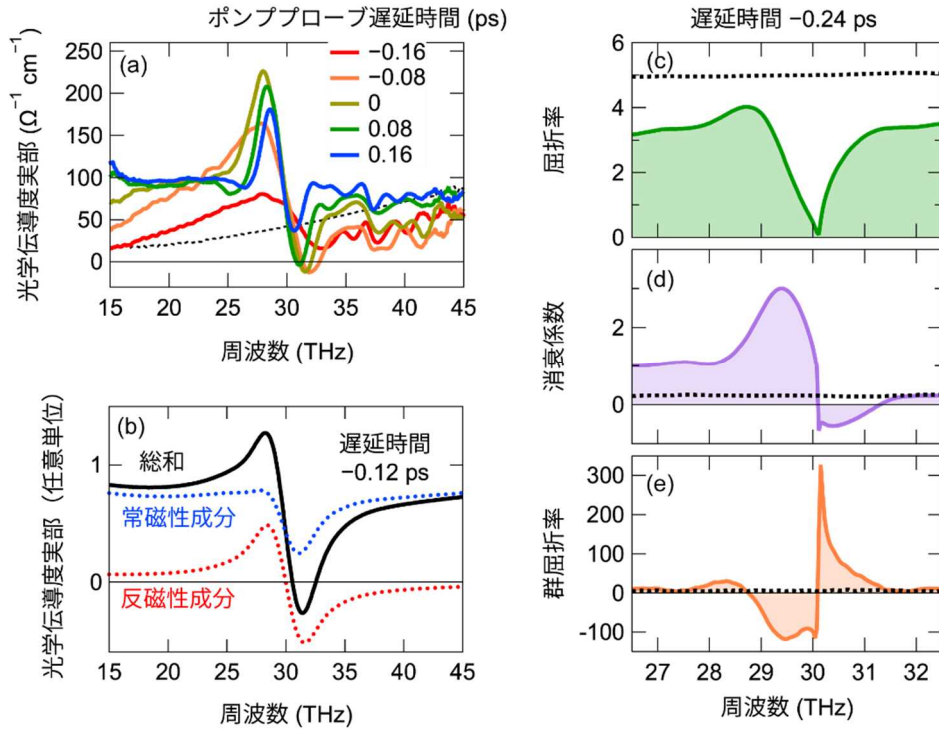 ポンププローブ遅延時間 (ps)
(a)
−0.16
−0.08
0
0.08
0.16
光学伝導度実部 (Ω⁻¹ cm⁻¹)
250
200
150
100
50
0
15 20 25 30 35 40 45
周波数 (THz)
(b)
総和
遅延時間
−0.12 ps
常磁性成分
反磁性成分
光学伝導度実部（任意単位）
1
0
15 20 25 30 35 40 45
周波数 (THz)
遅延時間 −0.24 ps
(c)
屈折率
6
4
2
0
(d)
消衰係数
2
0
(e)
群屈折率
300
200
100
0
-100
27 28 29 30 31 32
周波数 (THz)